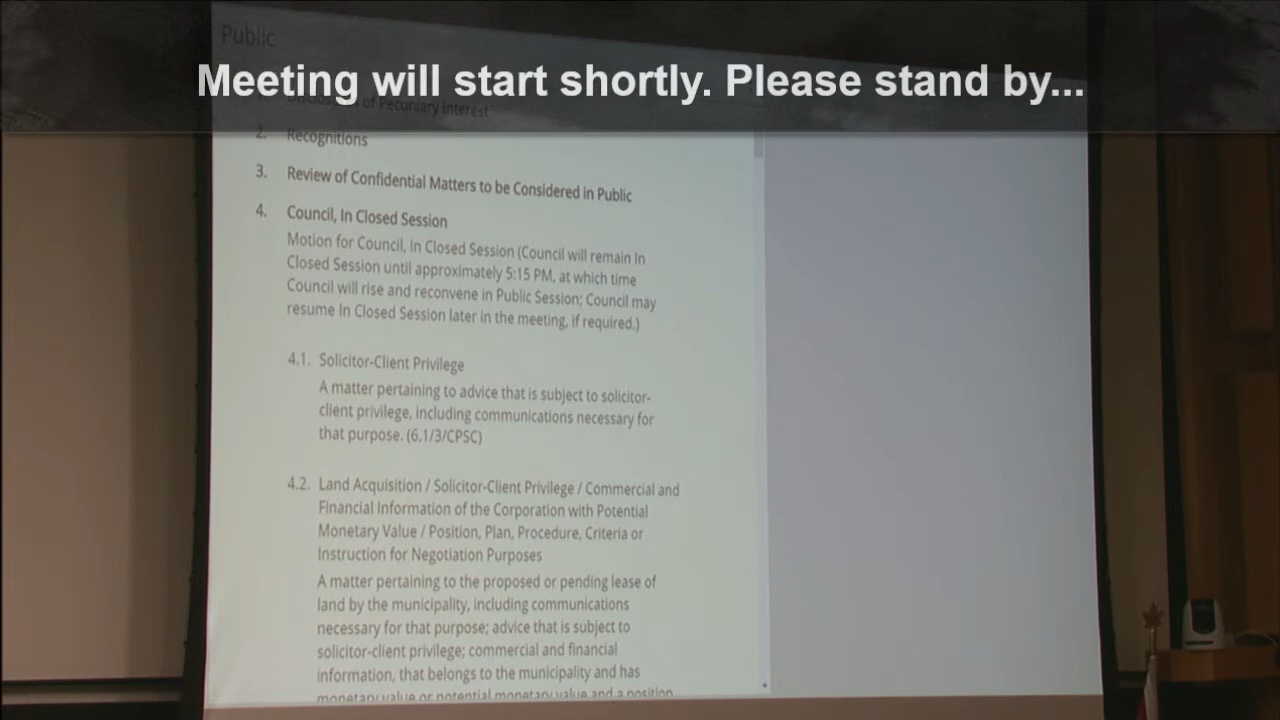 Public
Meeting will start shortly. Please stand by...
of Pecuniary Interest
2. Recognitions
3. Review of Confidential Matters to be Considered in Public
4. Council, In Closed Session
Motion for Council, In Closed Session (Council will remain In
Closed Session until approximately 5:15 PM, at which time
Council will rise and reconvene in Public Session; Council may
resume In Closed Session later in the meeting, if required.)
4.1. Solicitor-Client Privilege
A matter pertaining to advice that is subject to solicitor-
client privilege, including communications necessary for
that purpose. (6.1/3/CPSC)
4.2. Land Acquisition / Solicitor-Client Privilege / Commercial and
Financial Information of the Corporation with Potential
Monetary Value / Position, Plan, Procedure, Criteria or
Instruction for Negotiation Purposes
A matter pertaining to the proposed or pending lease of
land by the municipality, including communications
necessary for that purpose; advice that is subject to
solicitor-client privilege; commercial and financial
information, that belongs to the municipality and has
monetary value or potential monetary value and a position